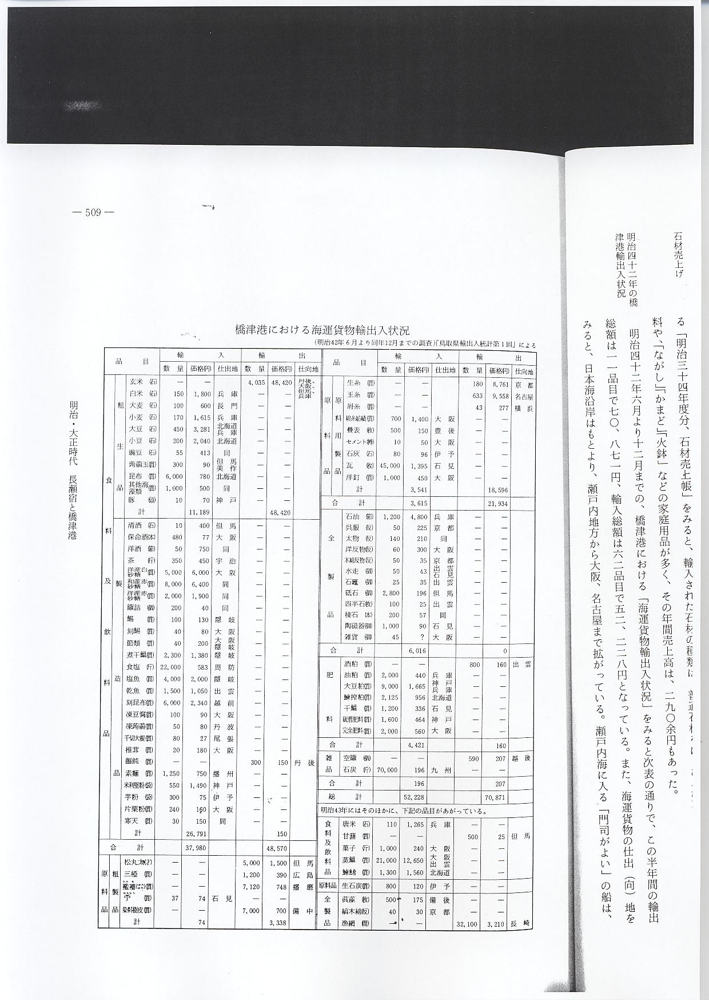 石材売上げ
る「明治三十四年度分、石材売上帳」をみると、輸入された石材の種類は、普通石材
料や、「ながし」「かまど」「火鉢」などの家庭用品が多く、その年間売上高は、二九〇余円もあった。
明治四十二年の橋
津港輸出入状況
明治四十二年六月より十二月までの、橋津港における「海運貨物輸出入状況」をみると次表の通りで、この半年間の輸出
総額は一一品目で七〇、八七一円、輸入総額は六二品目で五二、二二八円となっている。また、海運貨物の仕出（向）地を
みると、日本海沿岸はもとより、瀬戸内地方から大阪、名古屋まで拡がっている。瀬戸内海に入る「門司がよい」の船は、
— 509 —
明治・大正時代 長瀬宿と橋津港
橋津港における海運貨物輸出入状況
(明治42年6月より同年12月までの調査)「鳥取県輸出入統計第1回」による
品目 輸入 輸出
数量 価格(円) 仕出地 数量 価格(円) 仕向地
食料及飲料品
粗生品
玄米(石) — — 4,035 48,420 丹後、大阪、但馬、兵庫
白米(石) 150 1,800 兵庫 — —
大麦(石) 100 600 長門 — —
小麦(石) 170 1,615 兵庫 — —
大豆(石) 450 3,281 北海道 兵庫 — —
小豆(石) 200 2,040 北海道 — —
豌豆(石) 55 413 同 — —
蒟蒻玉(貫) 300 90 但馬 美作 — —
昆布(貫) 6,000 780 北海道 — —
其他海藻類(貫) 1,000 500 同 — —
豚(頭) 10 70 神戸 — —
計 11,189 48,420
製造品
清酒(石) 10 400 但馬 — —
保命酒(本) 480 77 大阪 — —
洋酒(箱) 50 750 同 — —
茶(斤) 350 450 宇治 — —
洋産白砂糖(貫) 5,000 6,000 大阪 — —
和産赤砂糖(貫) 8,000 6,400 同 — —
洋産赤砂糖(貫) 2,000 1,900 同 — —
罐詰(個) 200 40 同 — —
鯣(貫) 100 130 隠岐 — —
刻鯣(貫) 40 80 大阪 — —
節類(貫) 40 200 大阪 隠岐 — —
煮干鰮(貫) 2,300 1,380 隠岐 — —
食塩(斤) 22,000 583 周防 — —
塩魚(貫) 4,000 2,000 隠岐 — —
乾魚(貫) 1,500 1,050 出雲 — —
刻昆布(貫) 6,000 2,340 越前 — —
凍豆腐(貫) 100 90 大阪 — —
凍蒟蒻(貫) 50 80 丹波 — —
千切大根(貫) 80 27 尾張 — —
椎茸(貫) 20 180 大阪 — —
饂飩(貫) — — 300 150 丹後
素麺(貫) 1,250 750 播州 — —
米利堅粉(袋) 550 1,490 神戸 — —
芋粉(袋) 300 75 伊予 — —
片栗粉(貫) 240 160 大阪 — —
寒天(貫) 30 150 同 — —
計 26,791 150
合計 37,980 48,570
原料品
粗製品
松丸太(才) — — 5,000 1,500 但馬
三椏(貫) — — 1,200 390 広島
襤褸(貫) — — 7,120 748 播磨
(貫) 37 74 石見
染料樹皮(貫) — — 7,000 700 備中
計 74 3,338
品目 輸入 輸出
数量 価格(円) 仕出地 数量 価格(円) 仕向地
原料品
原料用製品
生糸(貫) — — 180 8,761 京都
玉糸(貫) — — 633 9,558 名古屋
屑糸(貫) — — 43 277 横浜
綿糸紡績(貫) 700 1,400 大阪 — —
畳表(枚) 500 150 豊後 — —
セメント(樽) 10 50 大阪 — —
石灰(石) 80 96 伊予 — —
瓦(枚) 45,000 1,395 石見 — —
洋釘(貫) 1,000 450 大阪 — —
計 3,541 18,596
合計 3,615 21,934
全製品
石油(箱) 1,200 4,800 兵庫 — —
呉服(反) 50 225 京都 — —
太物(反) 140 210 同 — —
洋反物(反) 60 300 大阪 — —
木綿反物(反) 50 35 京都 — —
水走(個) 50 43 出雲 石見 — —
石竈(個) 25 35 出雲 — —
砥石(個) 2,800 196 但馬 — —
四半石(枚) 100 25 出雲 — —
棟石(本) 200 57 同 — —
陶磁器(個) 1,000 90 石見 — —
雑貨(個) 45 ? 大阪 — —
合計 6,016 0
肥料
酒粕(貫) — — 800 160 出雲
油粕(貫) 2,000 440 兵庫 — —
大豆粕(貫) 9,000 1,665 神戸 兵庫 — —
鰊搾粕(貫) 2,125 956 北海道 — —
干鰮(貫) 1,200 336 石見 — —
硫曹肥料(貫) 1,600 464 神戸 — —
完全肥料(貫) 2,000 560 大阪 — —
合計 4,421 160
雑品
空罐(個) — — 590 207 越後
石炭(斤) 70,000 196 九州 — —
合計 196 207
総計 52,228 70,871
明治43年にはそのほかに、下記の品目があがっている。
食料及飲料品
唐米(石) 110 1,265 兵庫 — —
甘藷(貫) — — 500 25 但馬
菓子(斤) 1,000 240 大阪 — —
蒸鰮(貫) 21,000 12,650 大阪 出雲 — —
鰊鯑(貫) 1,300 1,560 北海道 — —
原料品 生石炭(貫) 800 120 伊予 — —
全製品
茣蓙(枚) 500 175 備後 — —
縞木綿(反) 40 30 京都 — —
漁網(間) — — 32,100 3,210 長崎